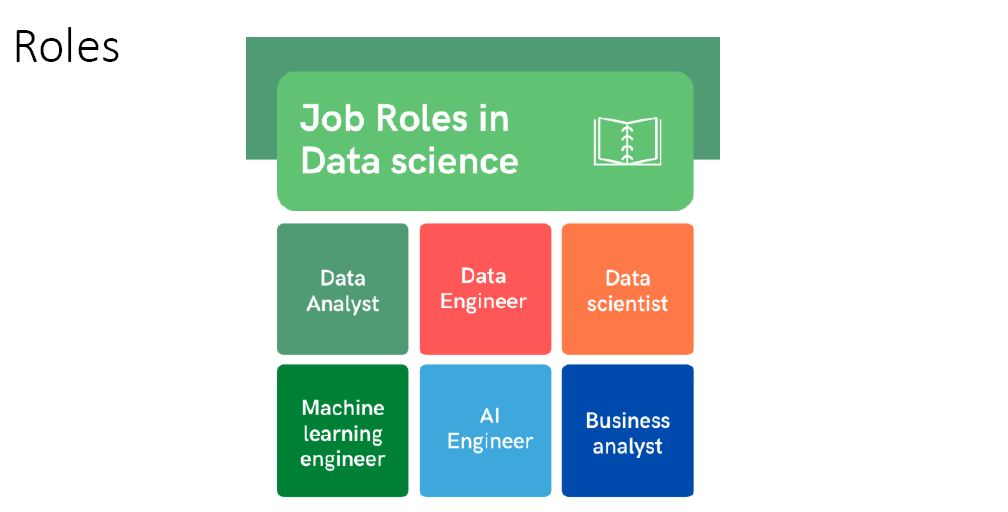 Roles
Job Roles in
Data science
Data
Analyst
Data
Engineer
Data
scientist
Machine
learning
engineer
AI
Engineer
Business
analyst